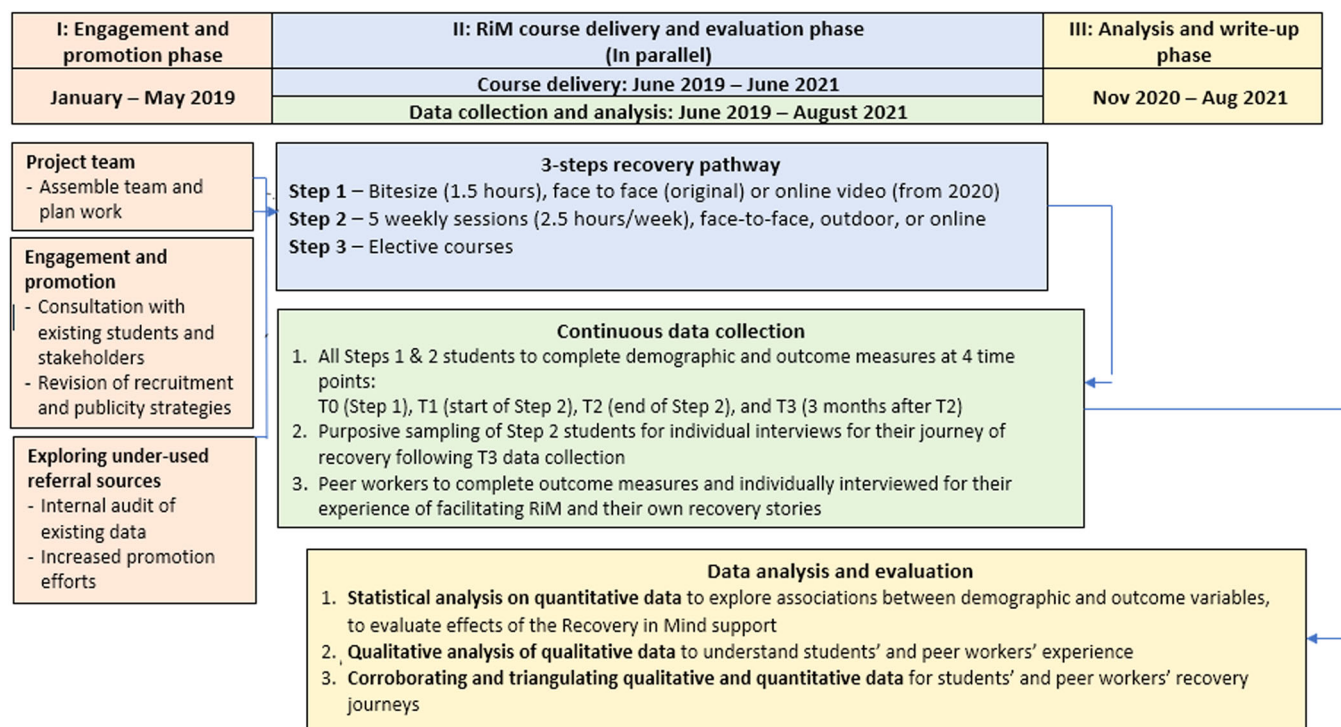 I: Engagement and
promotion phase
II: RiM course delivery and evaluation phase
(In parallel)
III: Analysis and write-up
phase
January – May 2019
Course delivery: June 2019 – June 2021
Data collection and analysis: June 2019 – August 2021
Nov 2020 – Aug 2021
Project team
- Assemble team and
plan work
Engagement and
promotion
- Consultation with
existing students and
stakeholders
- Revision of recruitment
and publicity strategies
Exploring under-used
referral sources
- Internal audit of
existing data
- Increased promotion
efforts
3-steps recovery pathway
Step 1 – Bitesize (1.5 hours), face to face (original) or online video (from 2020)
Step 2 – 5 weekly sessions (2.5 hours/week), face-to-face, outdoor, or online
Step 3 – Elective courses
Continuous data collection
1. All Steps 1 & 2 students to complete demographic and outcome measures at 4 time
points:
T0 (Step 1), T1 (start of Step 2), T2 (end of Step 2), and T3 (3 months after T2)
2. Purposive sampling of Step 2 students for individual interviews for their journey of
recovery following T3 data collection
3. Peer workers to complete outcome measures and individually interviewed for their
experience of facilitating RiM and their own recovery stories
Data analysis and evaluation
1. Statistical analysis on quantitative data to explore associations between demographic and outcome variables,
to evaluate effects of the Recovery in Mind support
2. Qualitative analysis of qualitative data to understand students’ and peer workers’ experience
3. Corroborating and triangulating qualitative and quantitative data for students’ and peer workers’ recovery
journeys